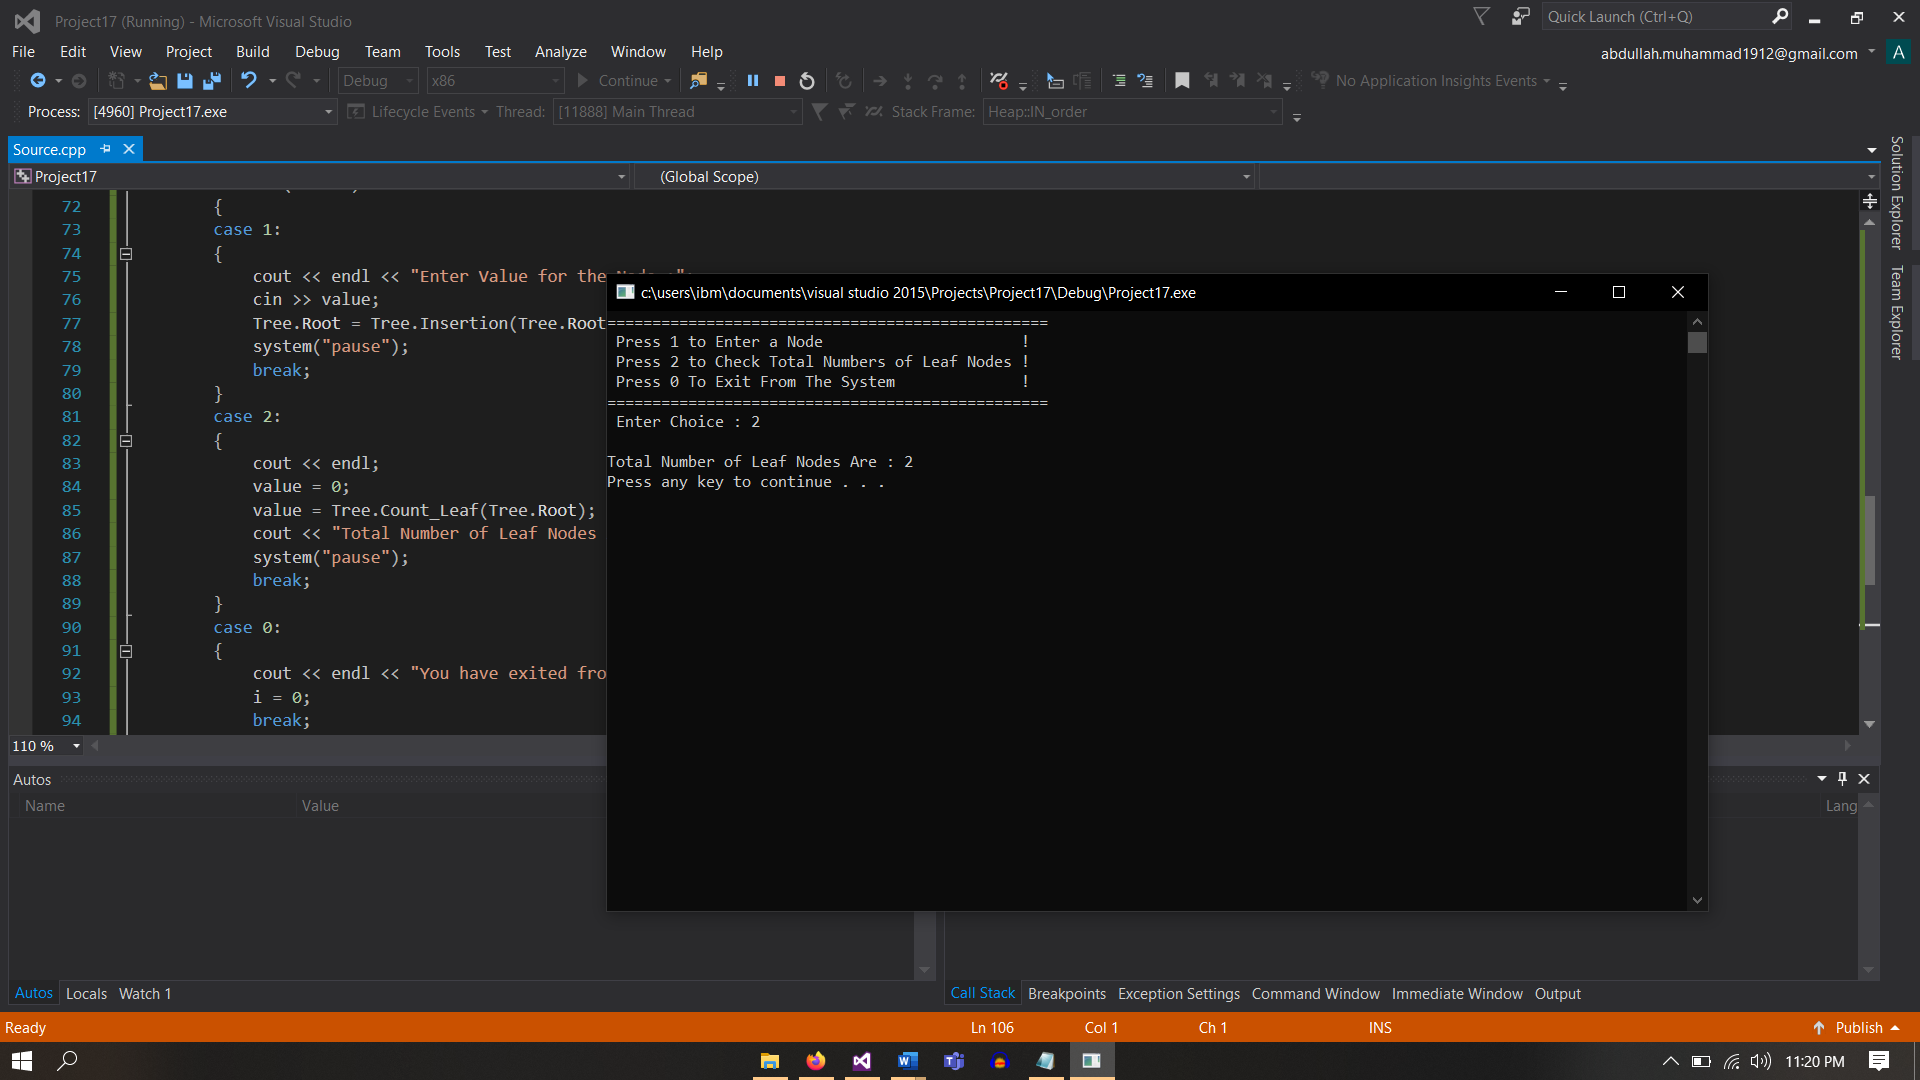 Project17 (Running) - Microsoft Visual Studio
Quick Launch (Ctrl+Q)
File Edit View Project Build Debug Team Tools Test Analyze Window Help
abdullah.muhammad1912@gmail.com A
Debug x86 Continue No Application Insights Events
Process: [4960] Project17.exe Lifecycle Events Thread: [11888] Main Thread Stack Frame: Heap::IN_order
Source.cpp
Project17 (Global Scope)
Solution Explorer
Team Explorer
72 {
73 case 1:
74 {
75 cout << endl << "Enter Value for the
76 cin >> value;
77 Tree.Root = Tree.Insertion(Tree.Root
78 system("pause");
79 break;
80 }
81 case 2:
82 {
83 cout << endl;
84 value = 0;
85 value = Tree.Count_Leaf(Tree.Root);
86 cout << "Total Number of Leaf Nodes
87 system("pause");
88 break;
89 }
90 case 0:
91 {
92 cout << endl << "You have exited fro
93 i = 0;
94 break;
110 %
c:\users\ibm\documents\visual studio 2015\Projects\Project17\Debug\Project17.exe
=================================================
Press 1 to Enter a Node !
Press 2 to Check Total Numbers of Leaf Nodes !
Press 0 To Exit From The System !
=================================================
Enter Choice : 2
Total Number of Leaf Nodes Are : 2
Press any key to continue . . .
Autos
Name Value
Lang
Autos Locals Watch 1
Call Stack Breakpoints Exception Settings Command Window Immediate Window Output
Ready Ln 106 Col 1 Ch 1 INS Publish
11:20 PM